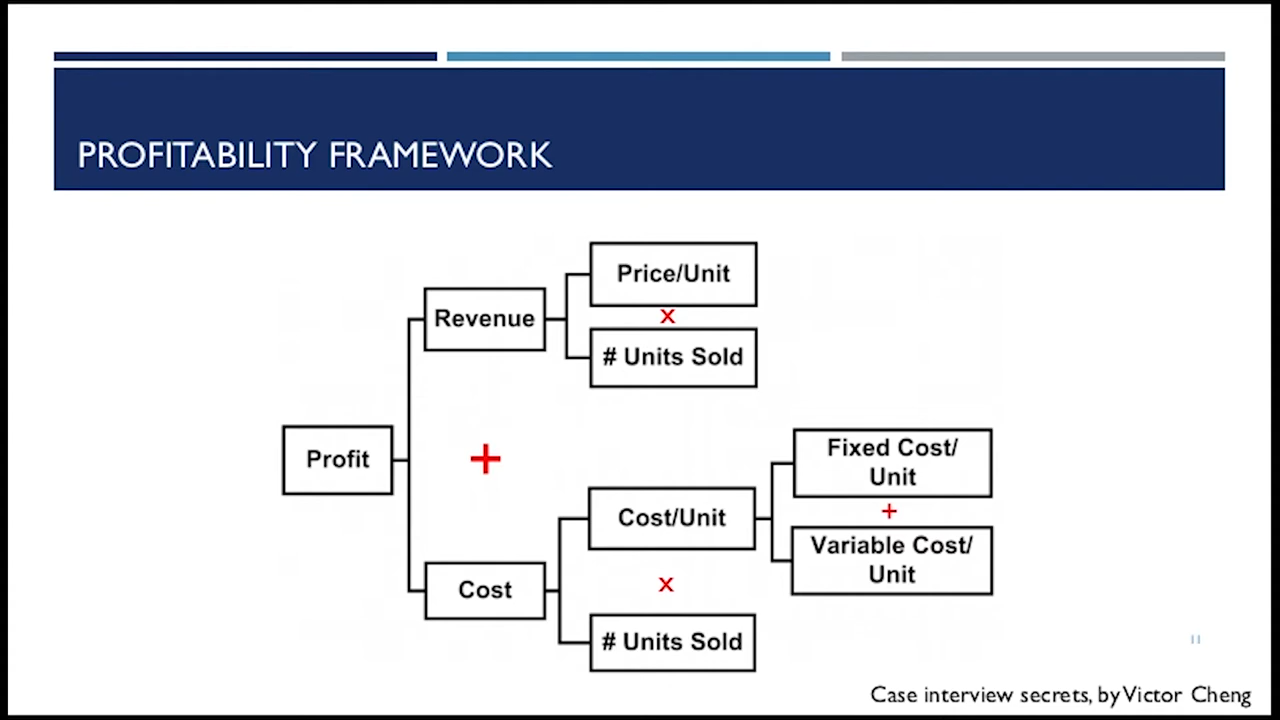 PROFITABILITY FRAMEWORK
Price/Unit
x
# Units Sold
Revenue
Profit
+
Cost
Cost/Unit
x
# Units Sold
Fixed Cost/
Unit
+
Variable Cost/
Unit
11
Case interview secrets, by Victor Cheng